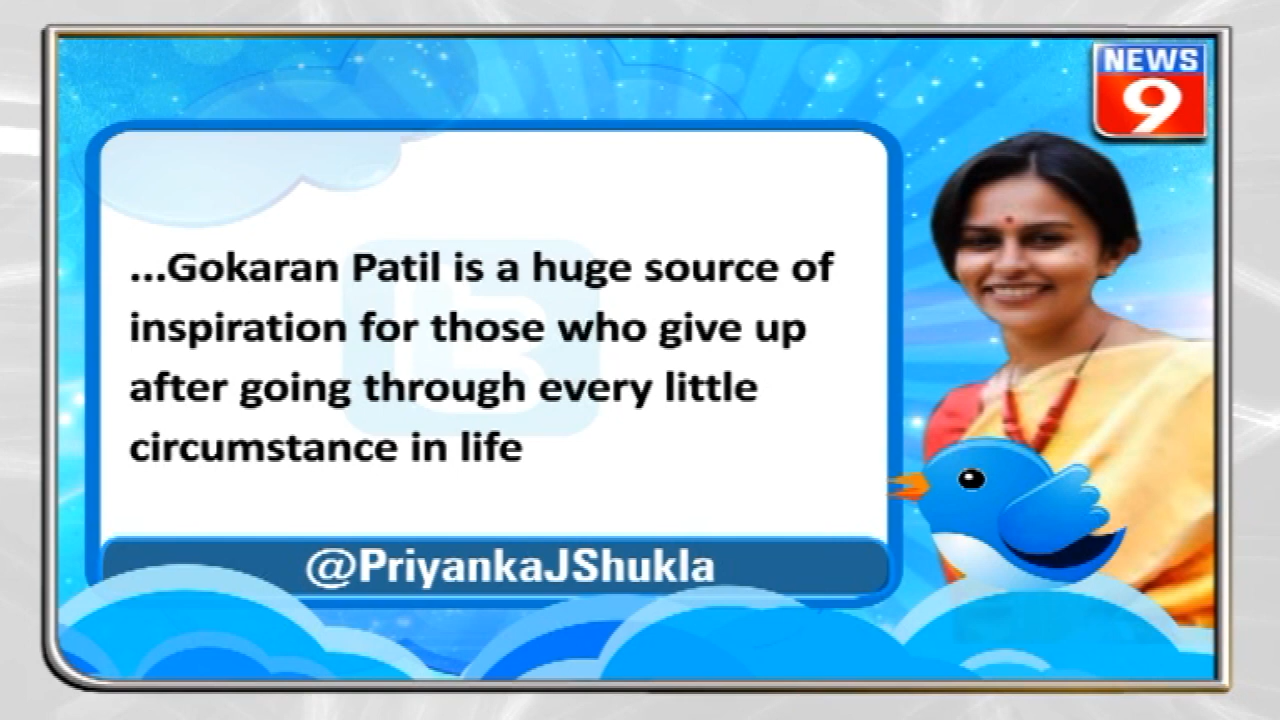 NEWS
9
...Gokaran Patil is a huge source of
inspiration for those who give up
after going through every little
circumstance in life
@PriyankaJShukla